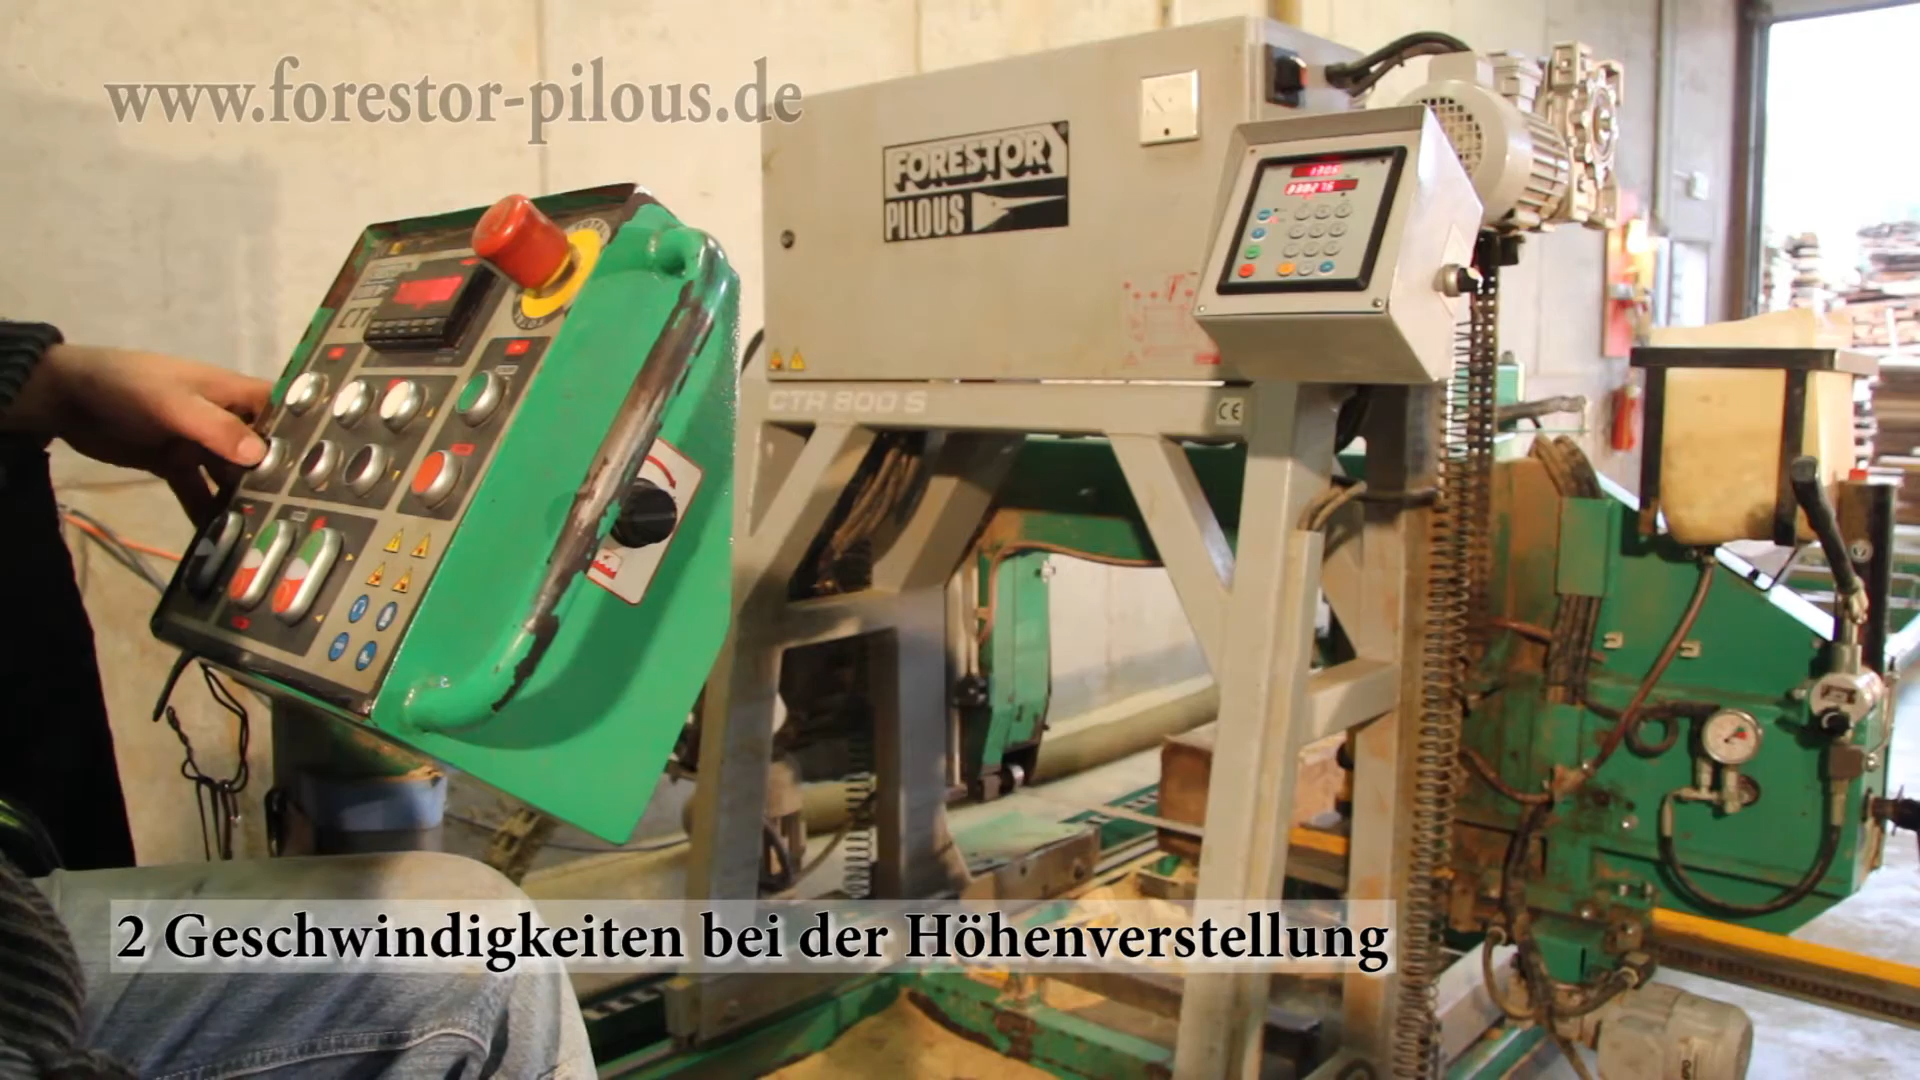 www.forestor-pilous.de
FORESTOR
PILOUS
CTR 800 S
CE
2 Geschwindigkeiten bei der Höhenverstellung